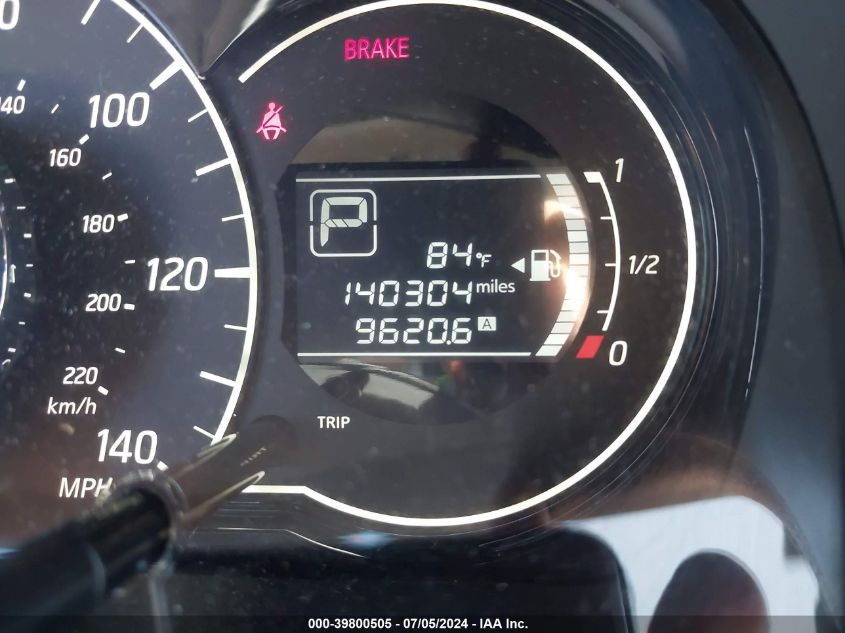 BRAKE
140
100
160
180
120
200
220
km/h
140
MPH
P
84°F
140304 miles
9620.6 A
TRIP
1
1/2
0
000-39800505 - 07/05/2024 - IAA Inc.